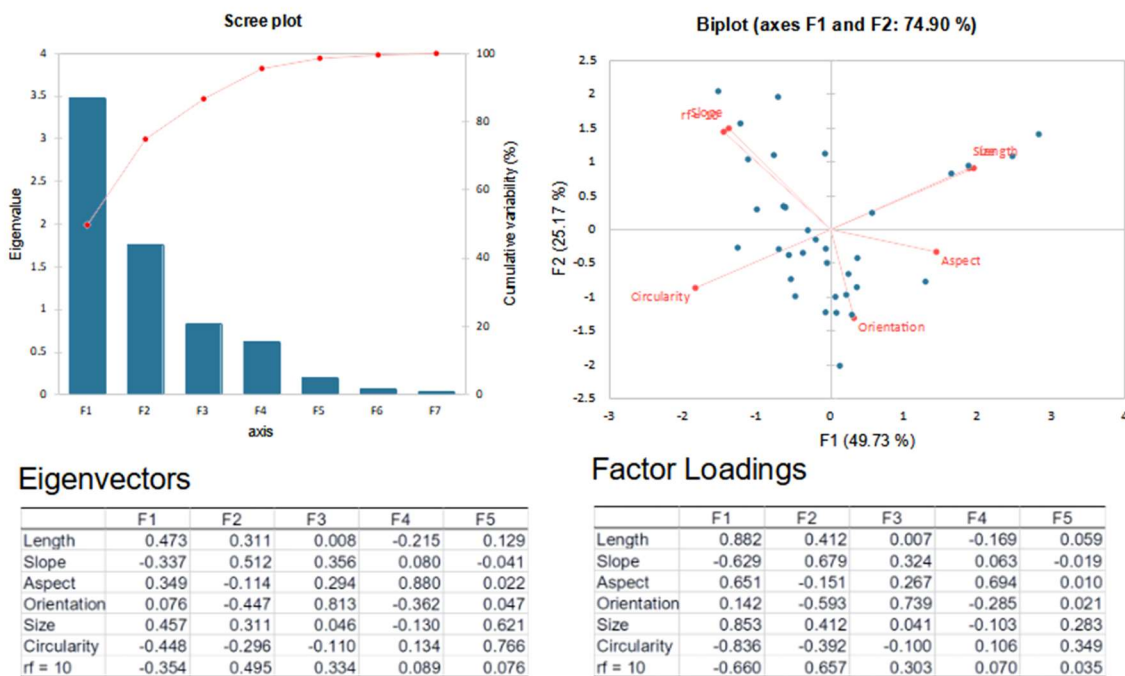 Scree plot
4
3.5
3
2.5
2
1.5
1
0.5
0
Eigenvalue
100
80
60
40
20
0
Cumulative variability (%)
F1 F2 F3 F4 F5 F6 F7
axis
Biplot (axes F1 and F2: 74.90 %)
2.5
2
1.5
1
0.5
0
-0.5
-1
-1.5
-2
-2.5
F2 (25.17 %)
Slope
Length
Aspect
Circularity
Orientation
-3 -2 -1 0 1 2 3 4
F1 (49.73 %)
Eigenvectors
F1 F2 F3 F4 F5
Length 0.473 0.311 0.008 -0.215 0.129
Slope -0.337 0.512 0.356 0.080 -0.041
Aspect 0.349 -0.114 0.294 0.880 0.022
Orientation 0.076 -0.447 0.813 -0.362 0.047
Size 0.457 0.311 0.046 -0.130 0.621
Circularity -0.448 -0.296 -0.110 0.134 0.766
rf = 10 -0.354 0.495 0.334 0.089 0.076
Factor Loadings
F1 F2 F3 F4 F5
Length 0.882 0.412 0.007 -0.169 0.059
Slope -0.629 0.679 0.324 0.063 -0.019
Aspect 0.651 -0.151 0.267 0.694 0.010
Orientation 0.142 -0.593 0.739 -0.285 0.021
Size 0.853 0.412 0.041 -0.103 0.283
Circularity -0.836 -0.392 -0.100 0.106 0.349
rf = 10 -0.660 0.657 0.303 0.070 0.035